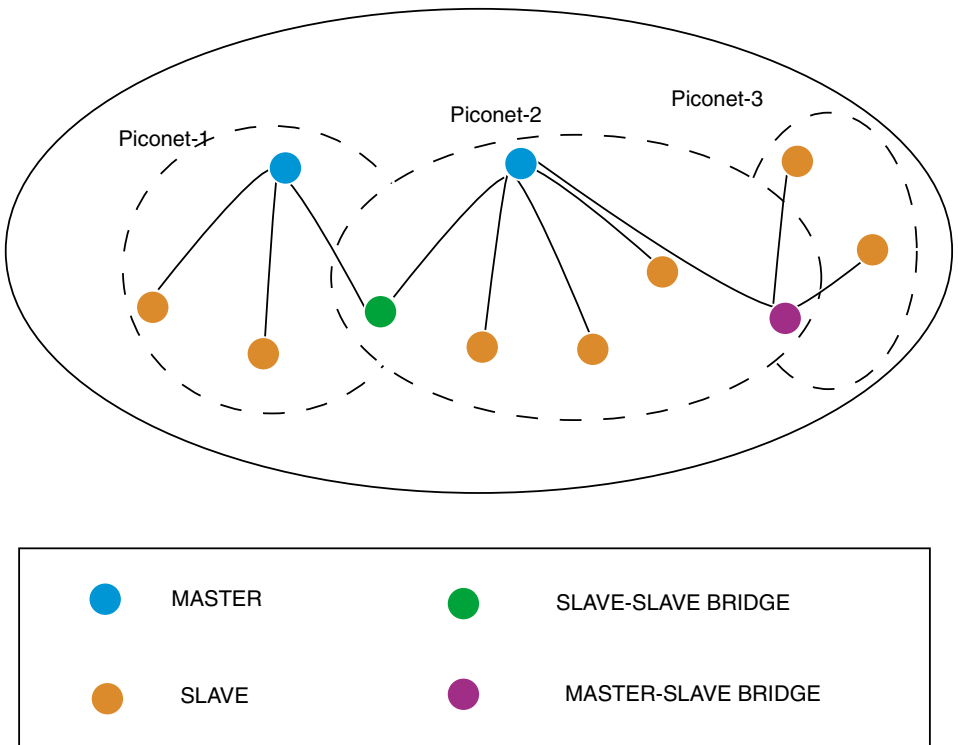 Piconet-1
Piconet-2
Piconet-3
MASTER
SLAVE-SLAVE BRIDGE
SLAVE
MASTER-SLAVE BRIDGE